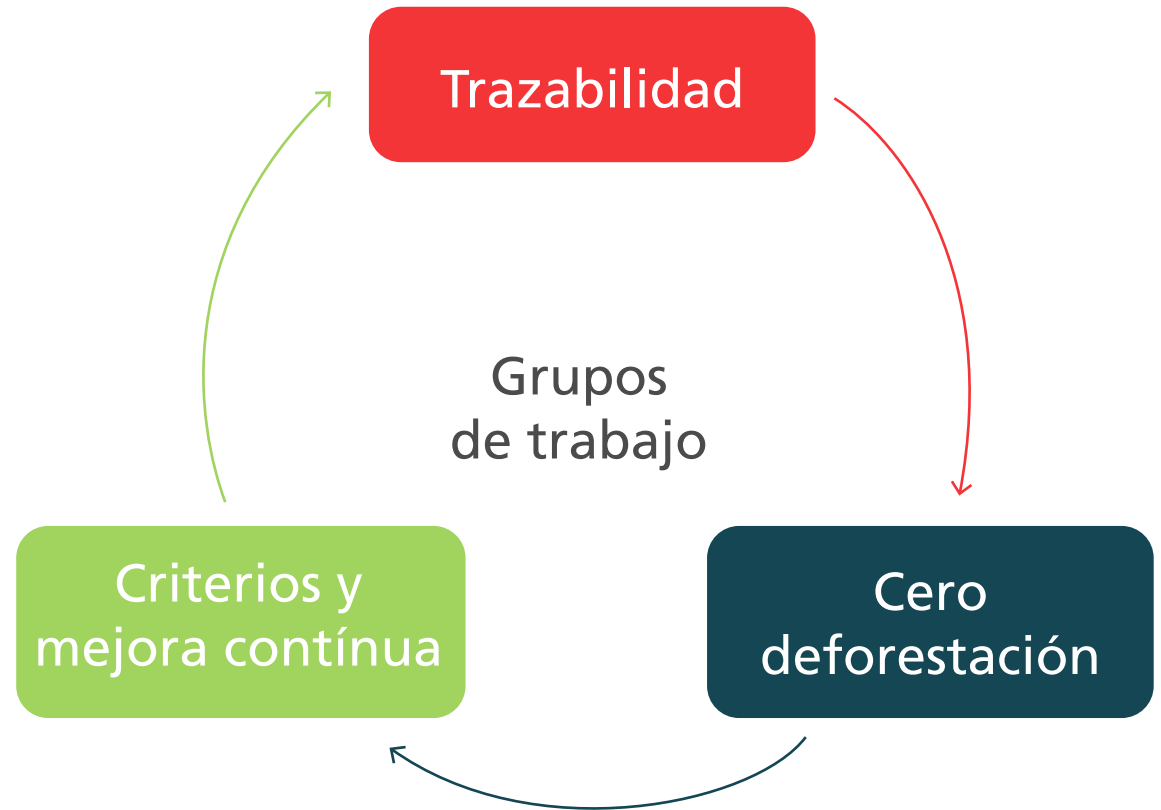 Trazabilidad
Grupos
de trabajo
Criterios y
mejora contínua
Cero
deforestación